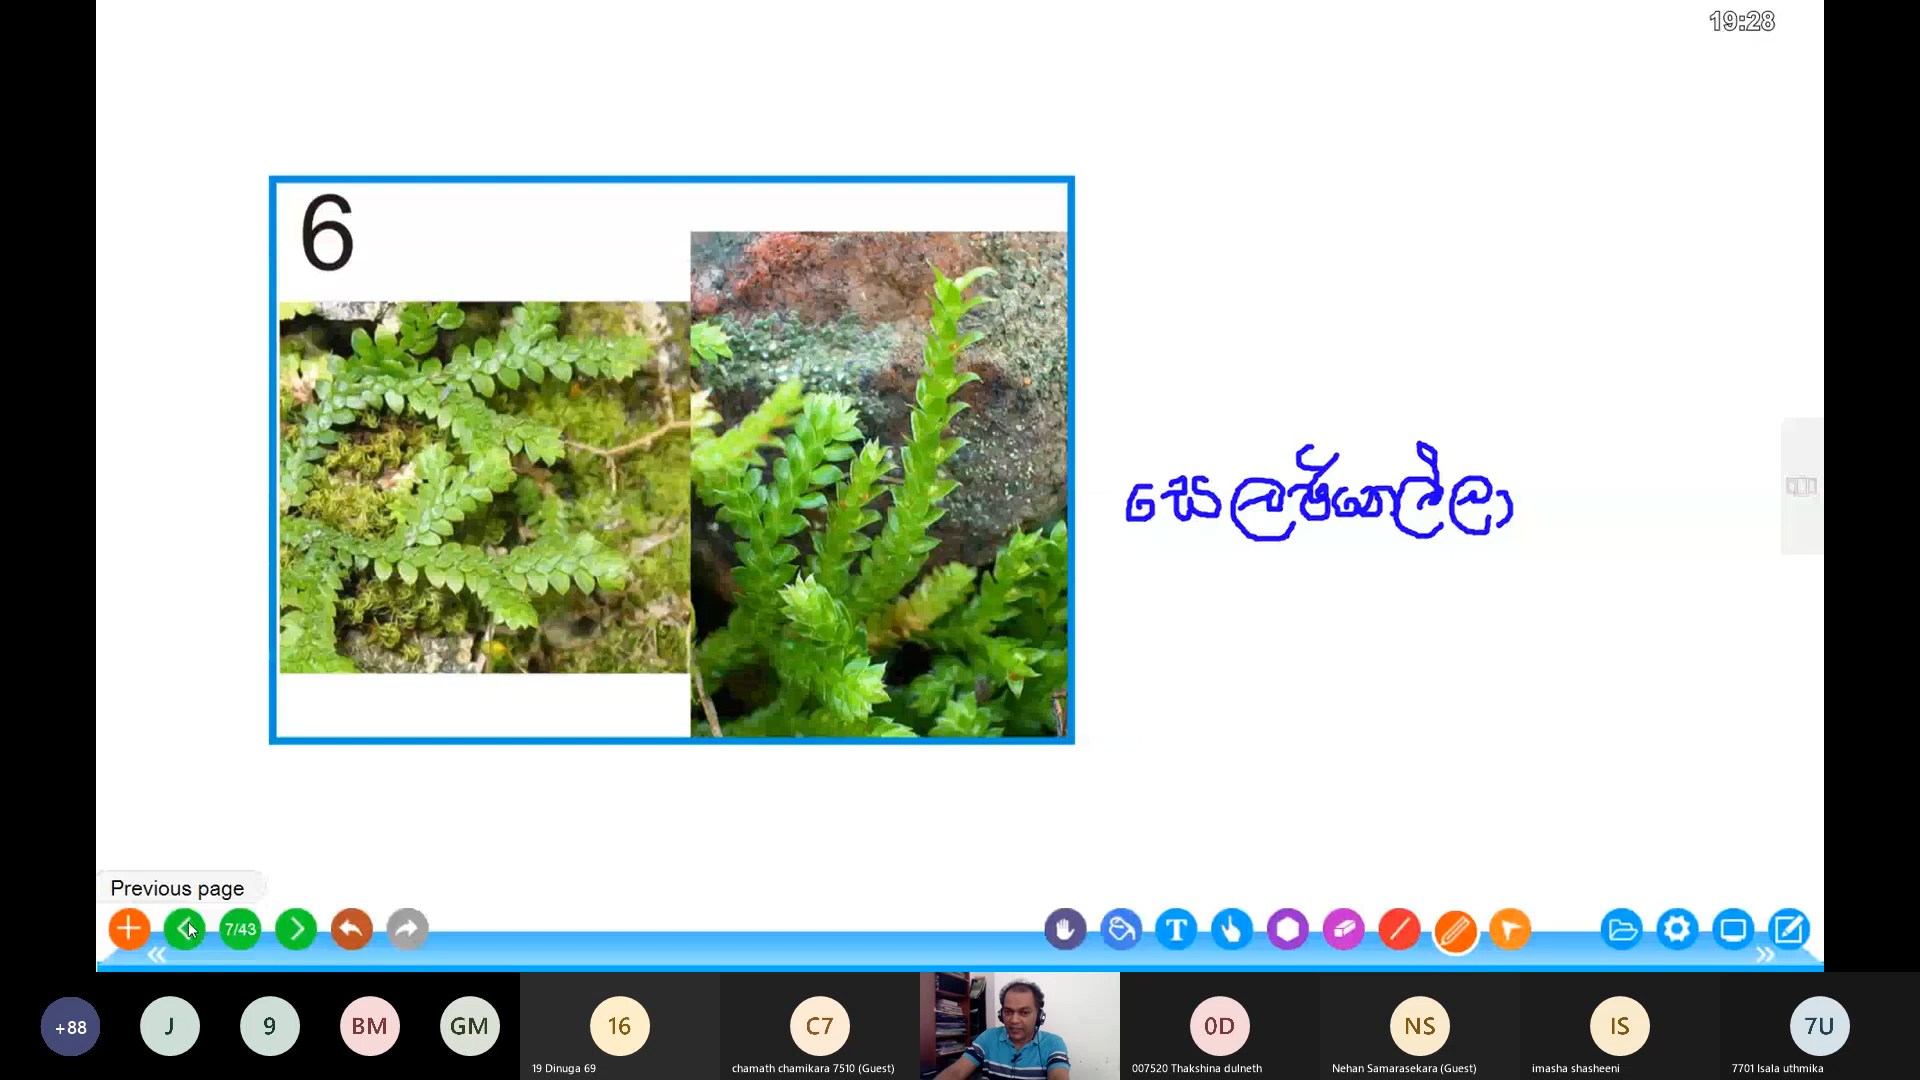 19:28
6
සෙලජිනෙල්ලා
Previous page
7/43
T
+88
J
9
BM
GM
16
19 Dinuga 69
C7
chamath chamikara 7510 (Guest)
0D
007520 Thakshina dulneth
NS
Nehan Samarasekara (Guest)
IS
imasha shasheeni
7U
7701 Isala uthmika